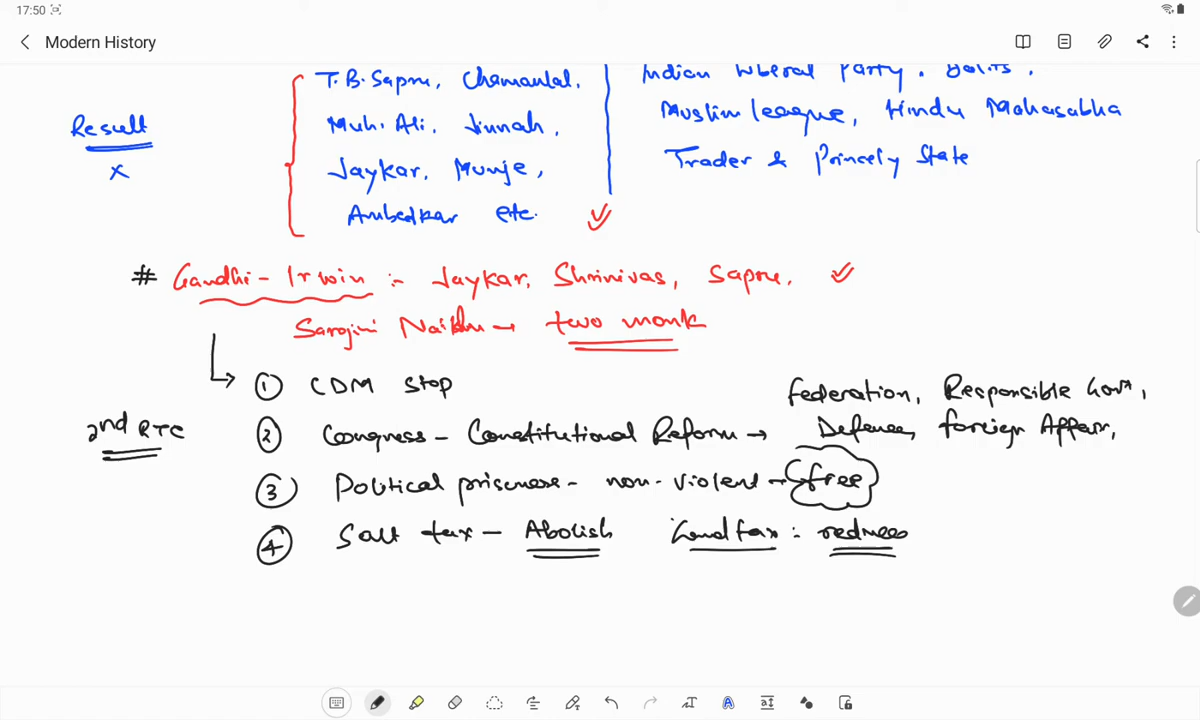 17:50
Modern History
T.B. Sapru, Chamanlal,
Indian Liberal Party, Dalits,
Result
Muh. Ali, Jinnah,
Muslim league, Hindu Mahasabha
x
Jaykar, Munje,
Trader & Princely State
Ambedkar etc.
# Gandhi-Irwin :- Jaykar, Shrinivas, Sapru,
Sarojini Naidu → two monk
① CDM Stop
federation, Responsible Govt,
2nd RTC
② Congress - Constitutional Reform → Defence, foreign Affair,
③ Political prisoners - non-violent → free
④ Salt tax - Abolish Land tax : reduces